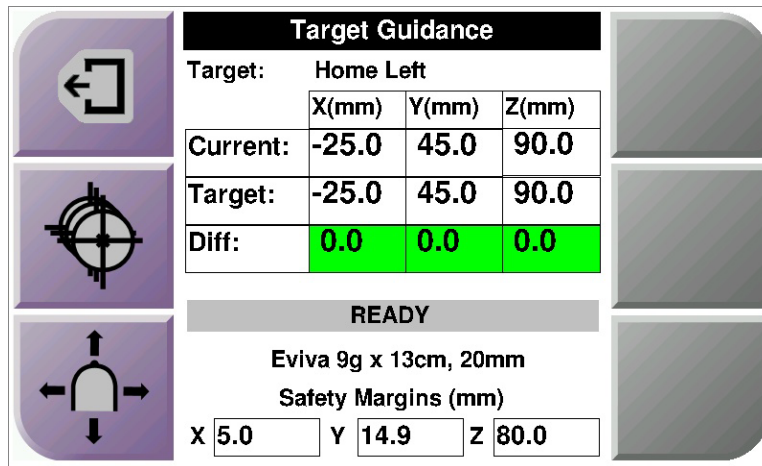 Target Guidance
Target: Home Left
X(mm) Y(mm) Z(mm)
Current: -25.0 45.0 90.0
Target: -25.0 45.0 90.0
Diff: 0.0 0.0 0.0
READY
Eviva 9g x 13cm, 20mm
Safety Margins (mm)
X 5.0 Y 14.9 Z 80.0